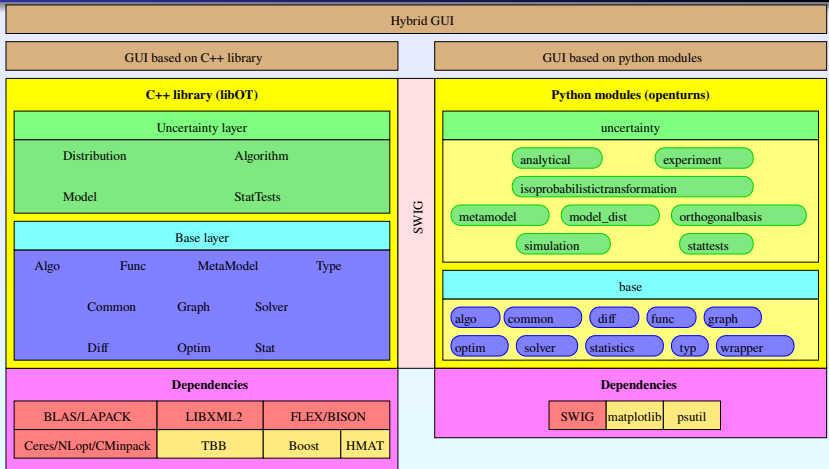 Hybrid GUI
GUI based on C++ library
GUI based on python modules
C++ library (libOT)
Uncertainty layer
Distribution Algorithm
Model StatTests
Base layer
Algo Func MetaModel Type
Common Graph Solver
Diff Optim Stat
Dependencies
BLAS/LAPACK LIBXML2 FLEX/BISON
Ceres/NLopt/CMinpack TBB Boost HMAT
SWIG
Python modules (openturns)
uncertainty
analytical experiment
isoprobabilistictransformation
metamodel model_dist orthogonalbasis
simulation stattests
base
algo common diff func graph
optim solver statistics typ wrapper
Dependencies
SWIG matplotlib psutil